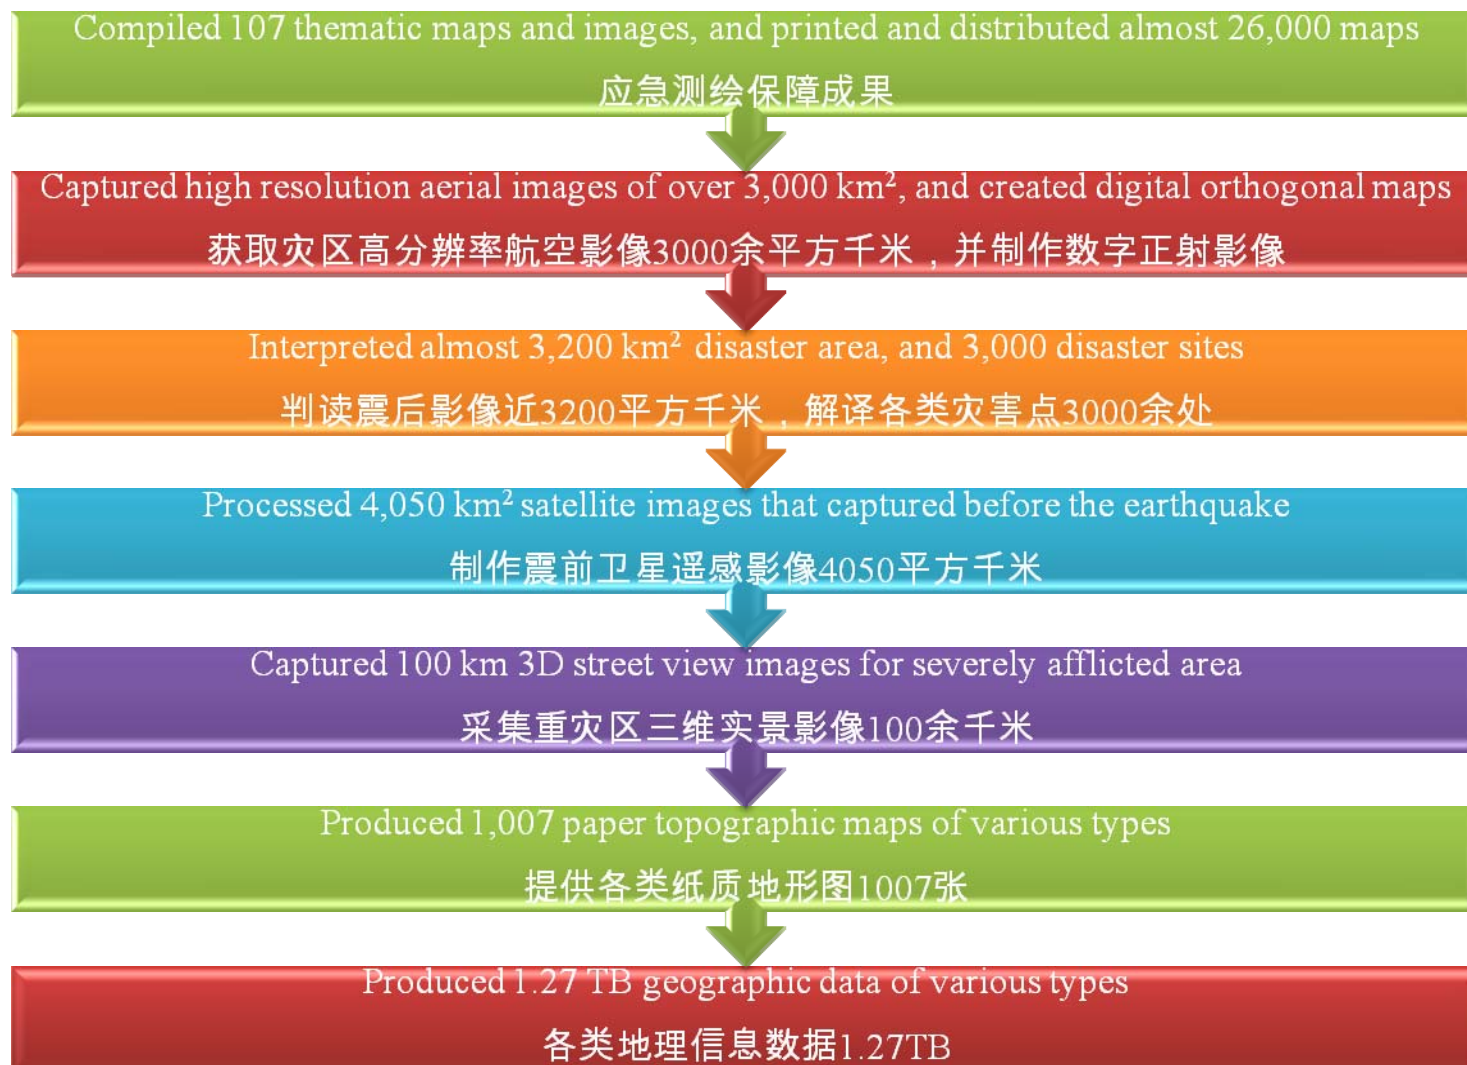 Compiled 107 thematic maps and images, and printed and distributed almost 26,000 maps
应急测绘保障成果
Captured high resolution aerial images of over 3,000 km², and created digital orthogonal maps
获取灾区高分辨率航空影像3000余平方千米，并制作数字正射影像
Interpreted almost 3,200 km² disaster area, and 3,000 disaster sites
判读震后影像近3200平方千米，解译各类灾害点3000余处
Processed 4,050 km² satellite images that captured before the earthquake
制作震前卫星遥感影像4050平方千米
Captured 100 km 3D street view images for severely afflicted area
采集重灾区三维实景影像100余千米
Produced 1,007 paper topographic maps of various types
提供各类纸质地形图1007张
Produced 1.27 TB geographic data of various types
各类地理信息数据1.27TB